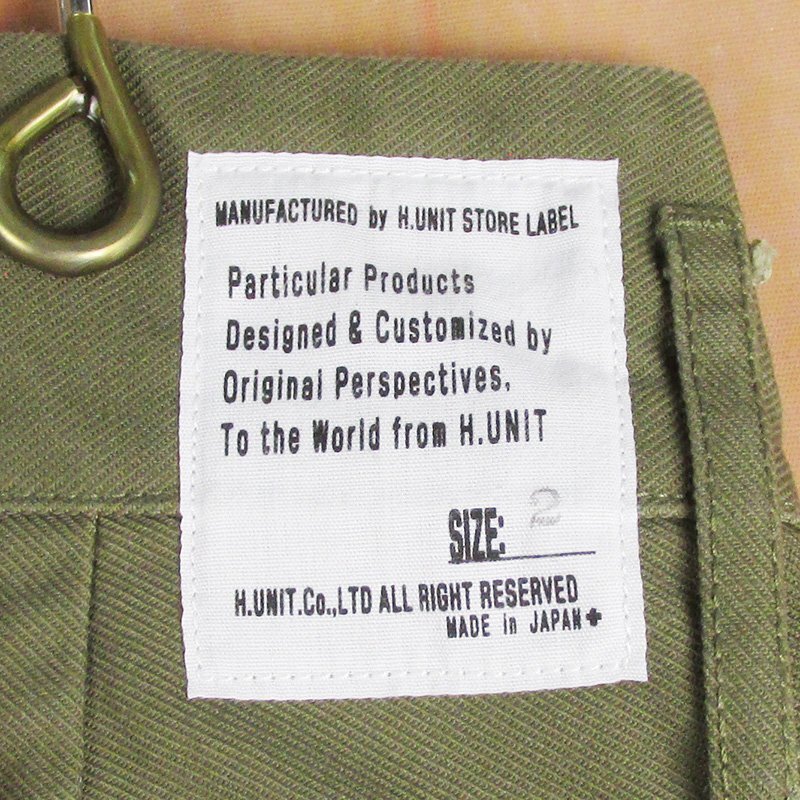 MANUFACTURED by H.UNIT STORE LABEL
Particular Products
Designed & Customized by
Original Perspectives,
To the World from H.UNIT
SIZE: 2
H.UNIT.Co.,LTD ALL RIGHT RESERVED
MADE in JAPAN